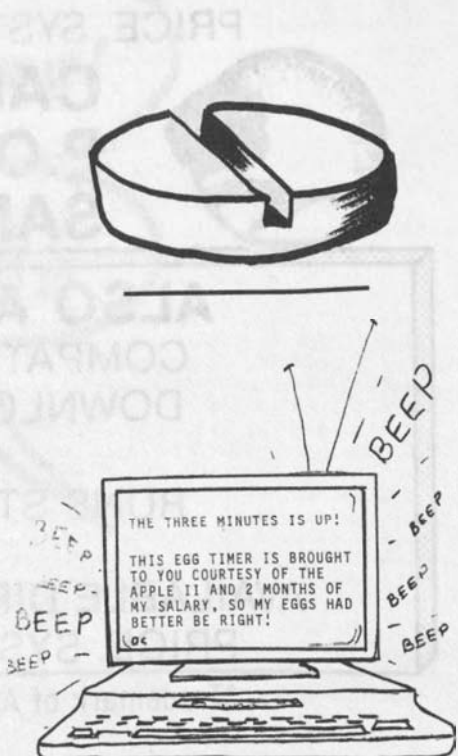 BEEP
THE THREE MINUTES IS UP!
THIS EGG TIMER IS BROUGHT
TO YOU COURTESY OF THE
APPLE II AND 2 MONTHS OF
MY SALARY, SO MY EGGS HAD
BETTER BE RIGHT!
BEEP
BEEP
BEEP
BEEP
BEEP
BEEP
BEEP